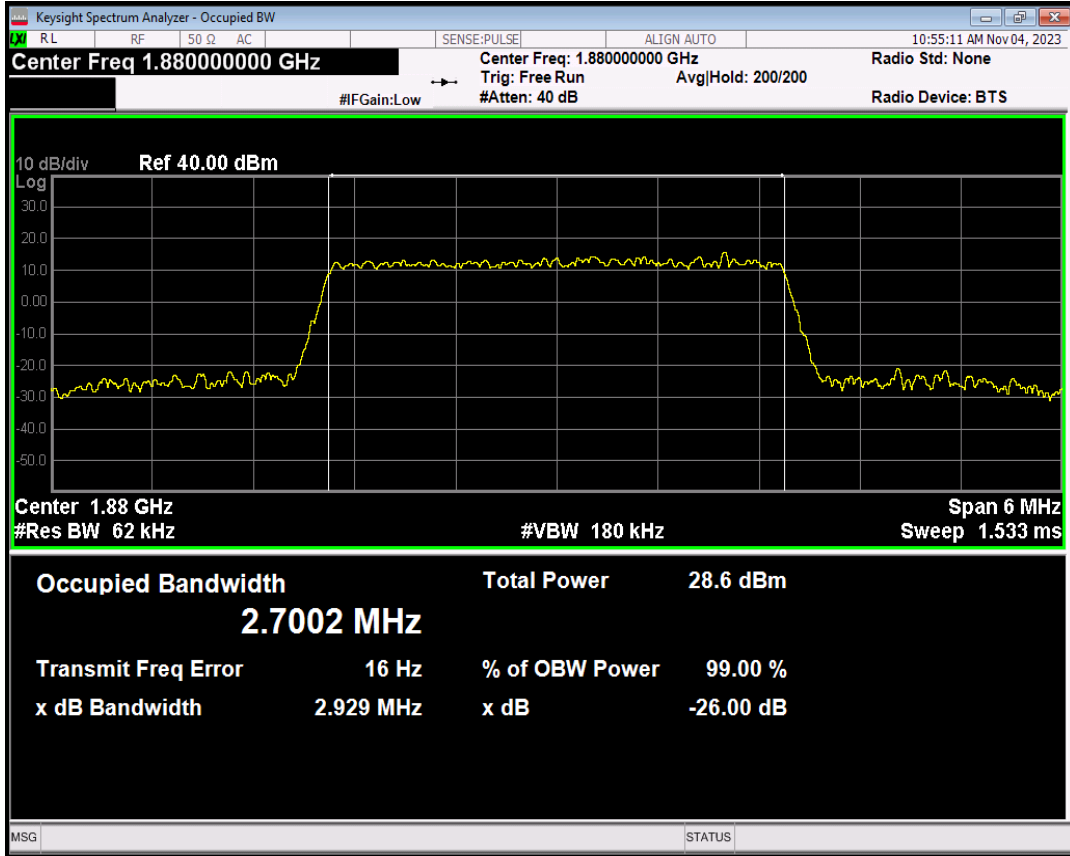 Keysight Spectrum Analyzer - Occupied BW
LXI RL RF 50 Ω AC SENSE:PULSE ALIGN AUTO 10:55:11 AM Nov 04, 2023
Center Freq 1.880000000 GHz Center Freq: 1.880000000 GHz Radio Std: None
Trig: Free Run Avg|Hold: 200/200
#IFGain:Low #Atten: 40 dB Radio Device: BTS
10 dB/div Ref 40.00 dBm
Log
30.0
20.0
10.0
0.00
-10.0
-20.0
-30.0
-40.0
-50.0
Center 1.88 GHz Span 6 MHz
#Res BW 62 kHz #VBW 180 kHz Sweep 1.533 ms
Occupied Bandwidth Total Power 28.6 dBm
2.7002 MHz
Transmit Freq Error 16 Hz % of OBW Power 99.00 %
x dB Bandwidth 2.929 MHz x dB -26.00 dB
MSG STATUS